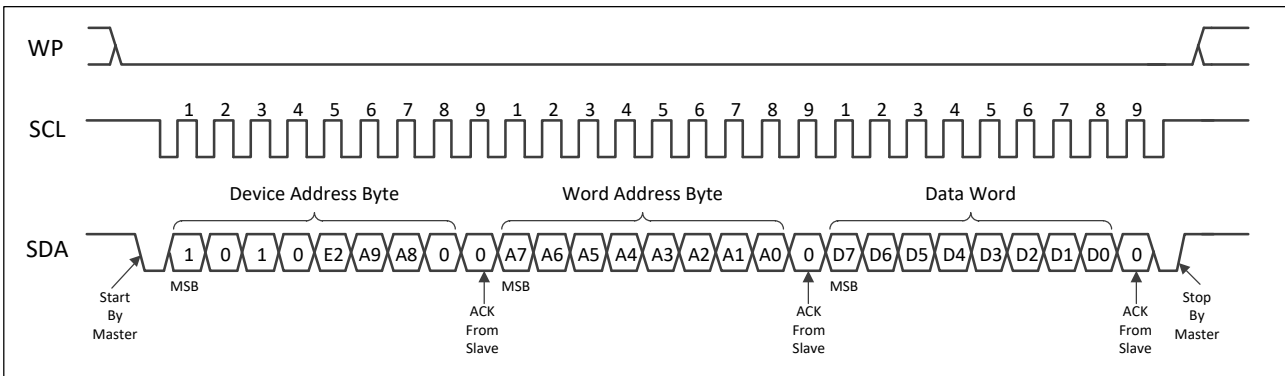 WP
1 2 3 4 5 6 7 8 9 1 2 3 4 5 6 7 8 9 1 2 3 4 5 6 7 8 9
SCL
Device Address Byte Word Address Byte Data Word
SDA 1 0 1 0 E2 A9 A8 0 0 A7 A6 A5 A4 A3 A2 A1 A0 0 D7 D6 D5 D4 D3 D2 D1 D0 0
MSB MSB MSB
Start
By
Master
ACK
From
Slave
ACK
From
Slave
ACK
From
Slave
Stop
By
Master